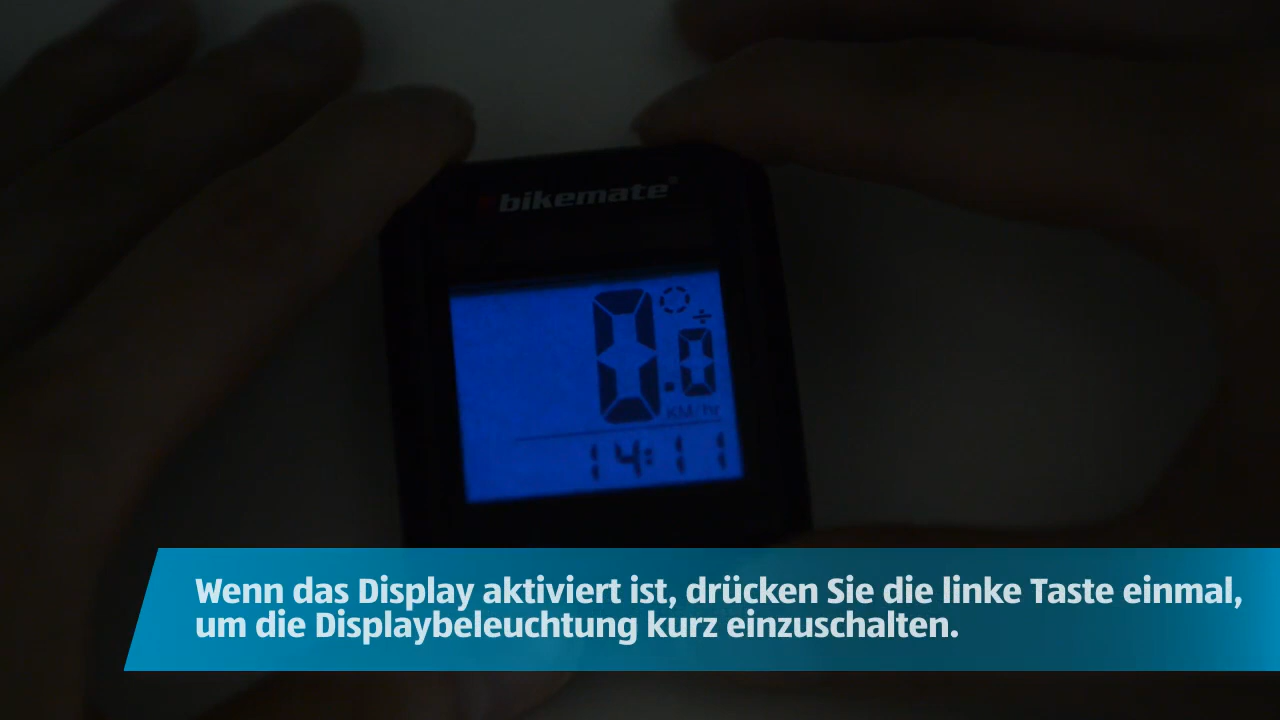 bikemate®
0.0
KM/hr
14:11
Wenn das Display aktiviert ist, drücken Sie die linke Taste einmal,
um die Displaybeleuchtung kurz einzuschalten.